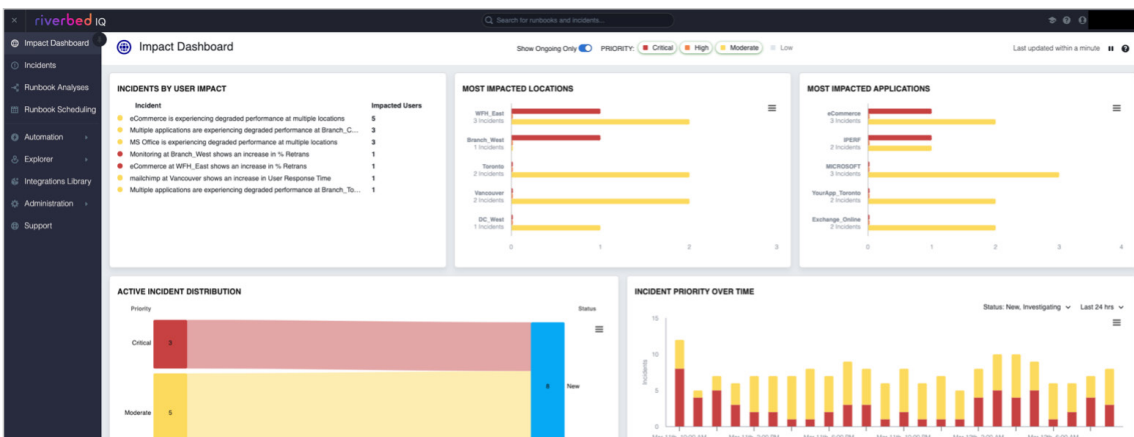 × riverbed IQ
Search for runbooks and incidents...
Impact Dashboard
Incidents
Runbook Analyses
Runbook Scheduling
Automation
Explorer
Integrations Library
Administration
Support
Impact Dashboard
Show Ongoing Only PRIORITY: Critical High Moderate Low
Last updated within a minute
INCIDENTS BY USER IMPACT
Incident Impacted Users
eCommerce is experiencing degraded performance at multiple locations 5
Multiple applications are experiencing degraded performance at Branch_C... 3
MS Office is experiencing degraded performance at multiple locations 3
Monitoring at Branch_West shows an increase in % Retrans 1
eCommerce at WFH_East shows an increase in % Retrans 1
mailchimp at Vancouver shows an increase in User Response Time 1
Multiple applications are experiencing degraded performance at Branch_To... 1
MOST IMPACTED LOCATIONS
WFH_East
3 Incidents
Branch_West
1 Incidents
Toronto
2 Incidents
Vancouver
2 Incidents
DC_West
1 Incidents
0 1 2 3
MOST IMPACTED APPLICATIONS
eCommerce
3 Incidents
IPERF
2 Incidents
MICROSOFT
3 Incidents
YourApp_Toronto
2 Incidents
Exchange_Online
2 Incidents
0 1 2 3 4
ACTIVE INCIDENT DISTRIBUTION
Priority Status
Critical 3
8 New
Moderate 5
INCIDENT PRIORITY OVER TIME
Status: New, Investigating Last 24 hrs
Incidents
15
10
5
0